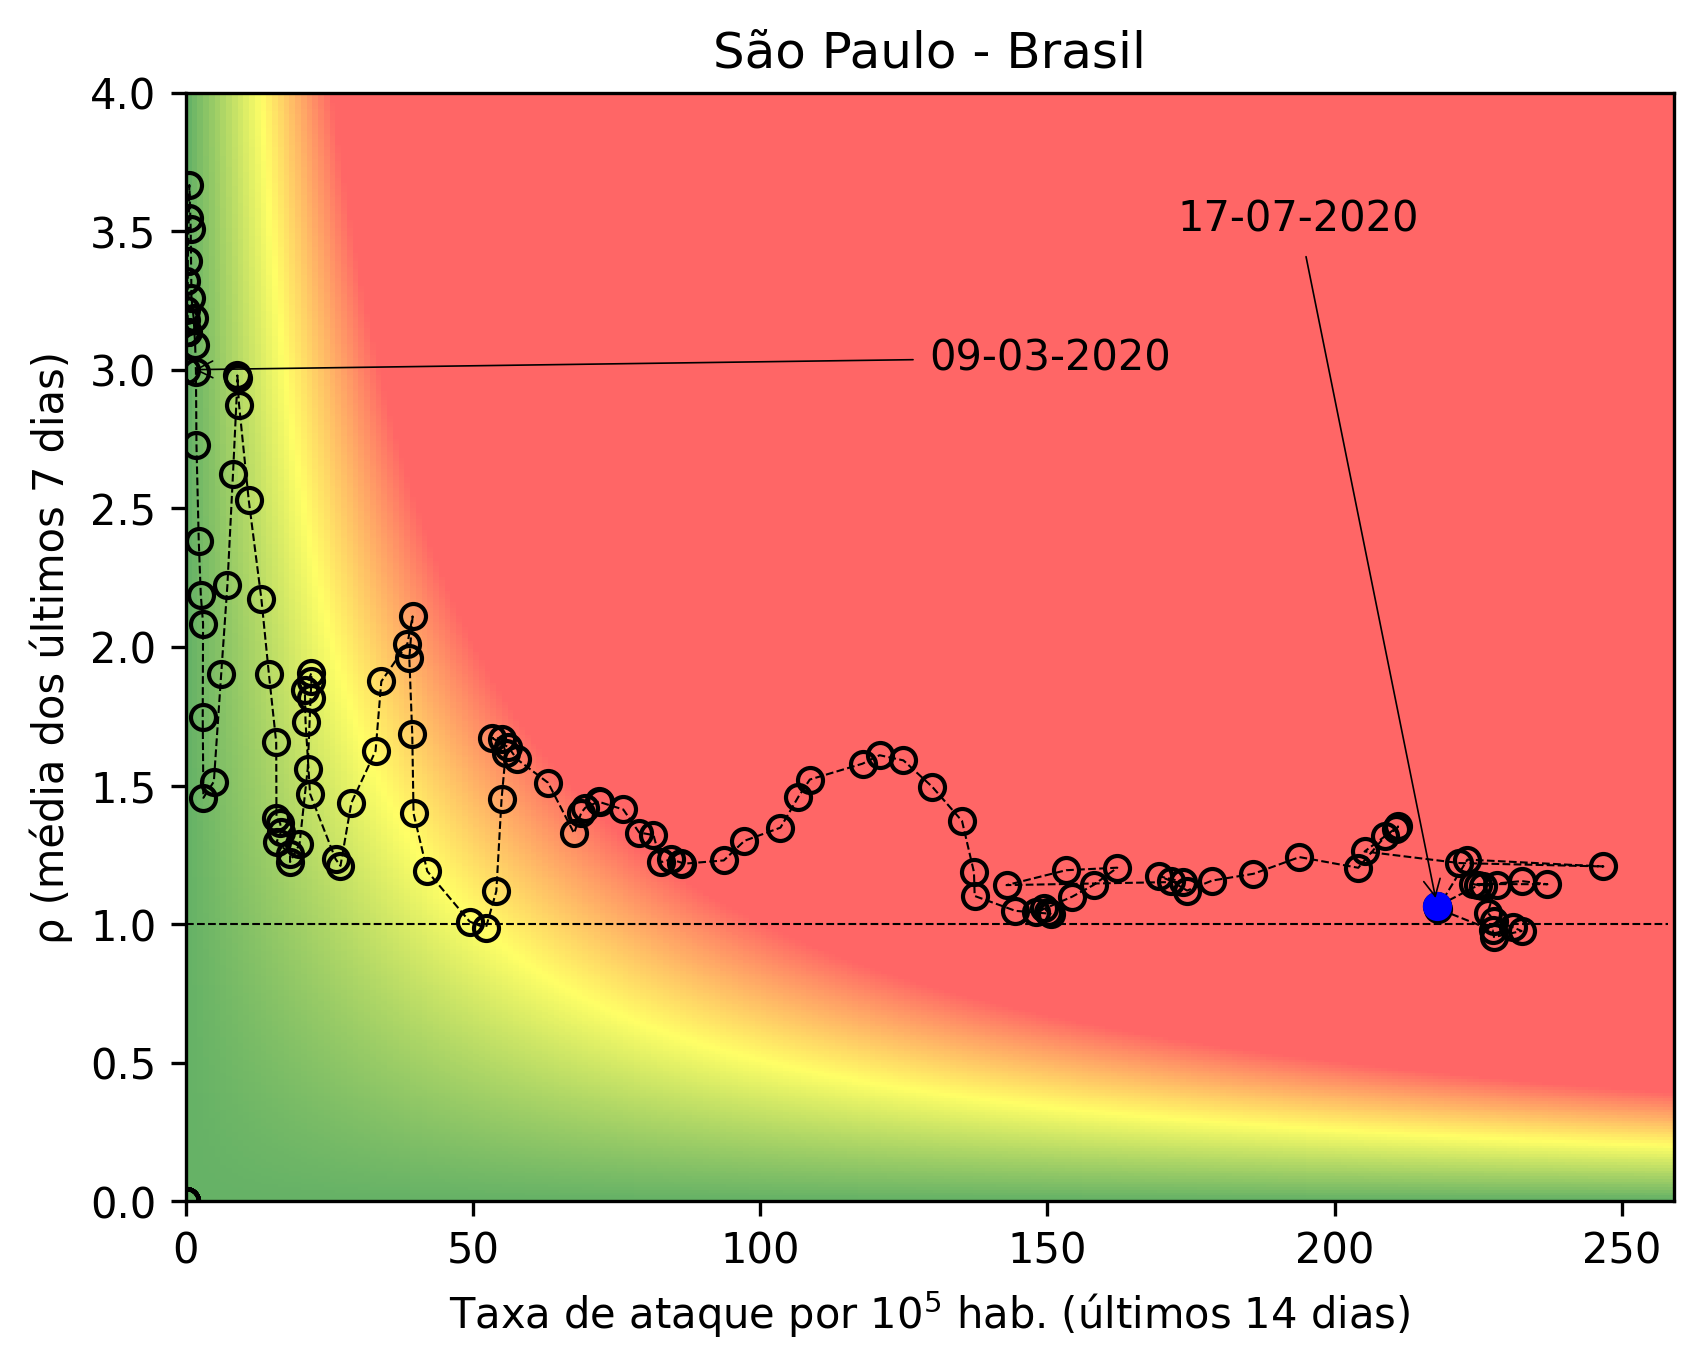 São Paulo - Brasil
4.0
3.5
3.0
2.5
2.0
1.5
1.0
0.5
0.0
ρ (média dos últimos 7 dias)
17-07-2020
09-03-2020
0 50 100 150 200 250
Taxa de ataque por 10⁵ hab. (últimos 14 dias)